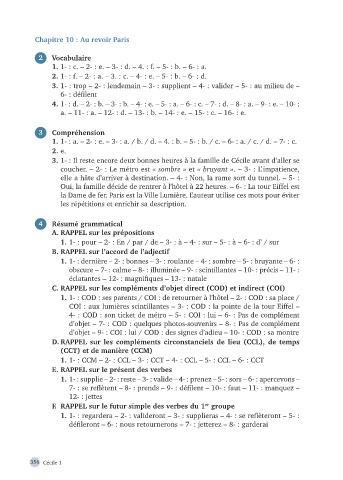 Chapitre 10 : Au revoir Paris
2 Vocabulaire
1. 1- : c. – 2- : e. – 3- : d. – 4. : f. – 5- : b. – 6- : a.
2. 1- : f. – 2- : a. – 3. : c. – 4- : e. – 5- : b. – 6- : d.
3. 1- : trop – 2- : lendemain – 3- : supplient – 4- : valider – 5- : au milieu de –
6- : défilent
4. 1- : d. – 2- : b. – 3- : b. – 4- : e. – 5- : a. – 6- : c. – 7- : d. – 8- : a. – 9- : e. – 10- :
a. – 11- : a. – 12- : d. – 13- : b. – 14- : e. – 15- : c. – 16- : e.
3 Compréhension
1. 1- : a. – 2- : e. – 3- : a. / b. / d. – 4. : b. – 5- : b. / c. – 6- : a. / c. / d. – 7- : c.
2. e.
3. 1- : Il reste encore deux bonnes heures à la famille de Cécile avant d'aller se
coucher. – 2- : Le métro est « sombre » et « bruyant ». – 3- : L'impatience,
elle a hâte d'arriver à destination. – 4- : Non, la rame sort du tunnel. – 5- :
Oui, la famille décide de rentrer à l'hôtel à 22 heures. – 6- : La tour Eiffel est
la Dame de fer. Paris est la Ville Lumière. L'auteur utilise ces mots pour éviter
les répétitions et enrichir sa description.
4 Résumé grammatical
A. RAPPEL sur les prépositions
1. 1- : pour – 2- : En / par / de – 3- : à – 4- : sur – 5- : à – 6- : d' / sur
B. RAPPEL sur l'accord de l'adjectif
1. 1- : dernière – 2- : bonnes – 3- : roulante – 4- : sombre – 5- : bruyante – 6- :
obscure – 7- : calme – 8- : illuminée – 9- : scintillantes – 10- : précis – 11- :
éclatantes – 12- : magnifiques – 13- : natale
C. RAPPEL sur les compléments d'objet direct (COD) et indirect (COI)
1. 1- : COD : ses parents / COI : de retourner à l'hôtel – 2- : COD : sa place /
COI : aux lumières scintillantes – 3- : COD : la pointe de la tour Eiffel –
4- : COD : son ticket de métro – 5- : COI : lui – 6- : Pas de complément
d'objet – 7- : COD : quelques photos-souvenirs – 8- : Pas de complément
d'objet – 9- : COI : lui / COD : des signes d'adieu – 10- : COD : sa montre
D. RAPPEL sur les compléments circonstanciels de lieu (CCL), de temps
(CCT) et de manière (CCM)
1. 1- : CCM – 2- : CCL – 3- : CCT – 4- : CCL – 5- : CCL – 6- : CCT
E. RAPPEL sur le présent des verbes
1. 1- : supplie – 2- : reste – 3- : valide – 4- : prenez – 5- : sors – 6- : apercevons –
7- : se reflètent – 8- : prends – 9- : défilent – 10- : faut – 11- : manquez –
12- : jettes
F. RAPPEL sur le futur simple des verbes du 1er groupe
1. 1- : regardera – 2- : valideront – 3- : supplieras – 4- : se refléteront – 5- :
défileront – 6- : nous retournerons – 7- : jetterez – 8- : garderai
356 Cécile 1